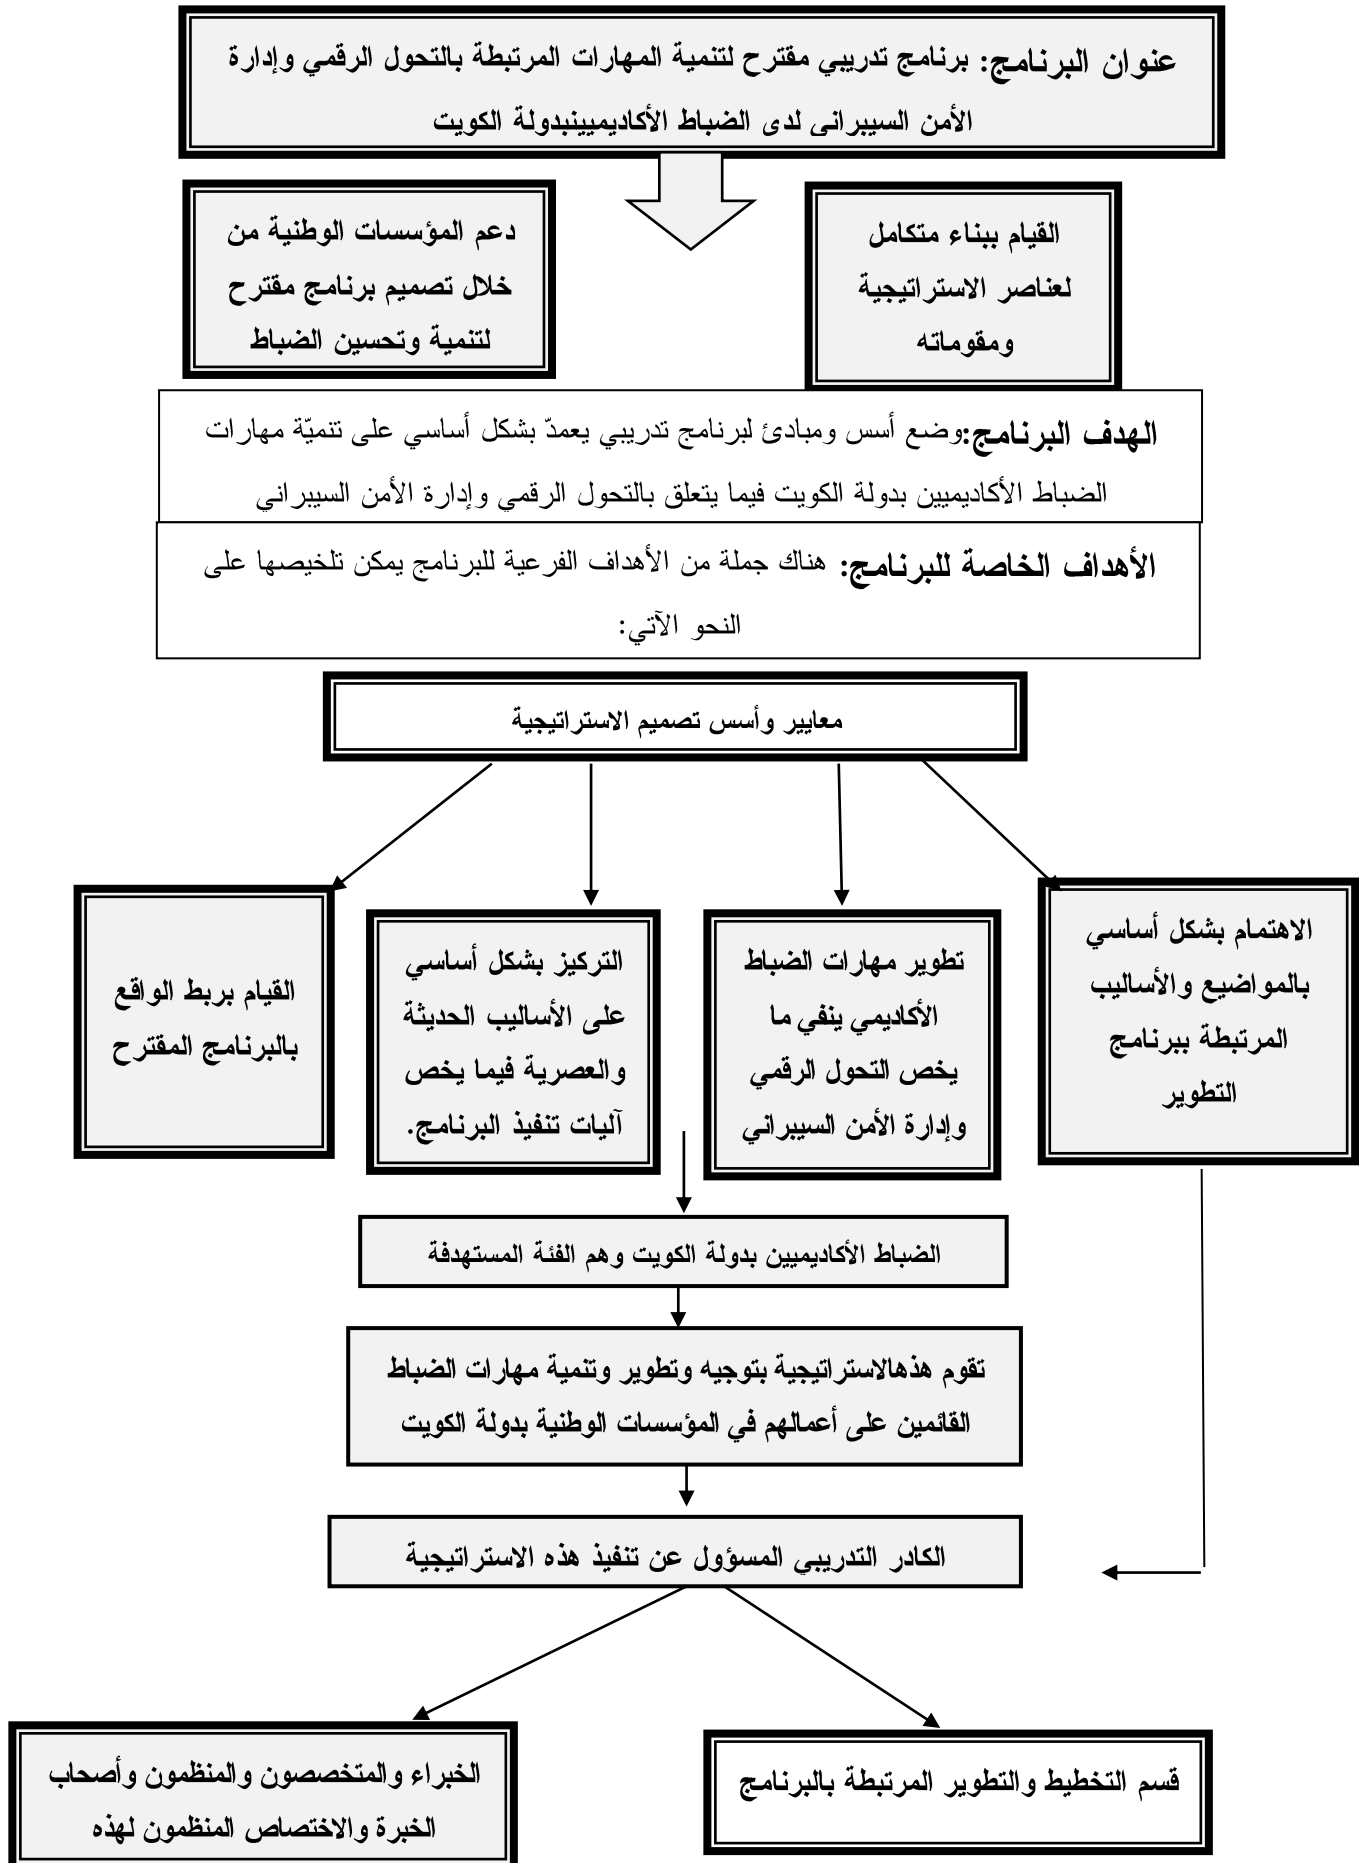 عنوان البرنامج: برنامج تدريبي مقترح لتنمية المهارات المرتبطة بالتحول الرقمي وإدارة
الأمن السيبراني لدى الضباط الأكاديميينبدولة الكويت
القيام ببناء متكامل
لعناصر الاستراتيجية
ومقوماته
دعم المؤسسات الوطنية من
خلال تصميم برنامج مقترح
لتنمية وتحسين الضباط
الهدف البرنامج:وضع أسس ومبادئ لبرنامج تدريبي يعمدّ بشكل أساسي على تنميّة مهارات
الضباط الأكاديميين بدولة الكويت فيما يتعلق بالتحول الرقمي وإدارة الأمن السيبراني
الأهداف الخاصة للبرنامج: هناك جملة من الأهداف الفرعية للبرنامج يمكن تلخيصها على
النحو الآتي:
معايير وأسس تصميم الاستراتيجية
الاهتمام بشكل أساسي
بالمواضيع والأساليب
المرتبطة ببرنامج
التطوير
تطوير مهارات الضباط
الأكاديمي ينفي ما
يخص التحول الرقمي
وإدارة الأمن السيبراني
التركيز بشكل أساسي
على الأساليب الحديثة
والعصرية فيما يخص
آليات تنفيذ البرنامج.
القيام بربط الواقع
بالبرنامج المقترح
الضباط الأكاديميين بدولة الكويت وهم الفئة المستهدفة
تقوم هذهالاستراتيجية بتوجيه وتطوير وتنمية مهارات الضباط
القائمين على أعمالهم في المؤسسات الوطنية بدولة الكويت
الكادر التدريبي المسؤول عن تنفيذ هذه الاستراتيجية
قسم التخطيط والتطوير المرتبطة بالبرنامج
الخبراء والمتخصصون والمنظمون وأصحاب
الخبرة والاختصاص المنظمون لهذه